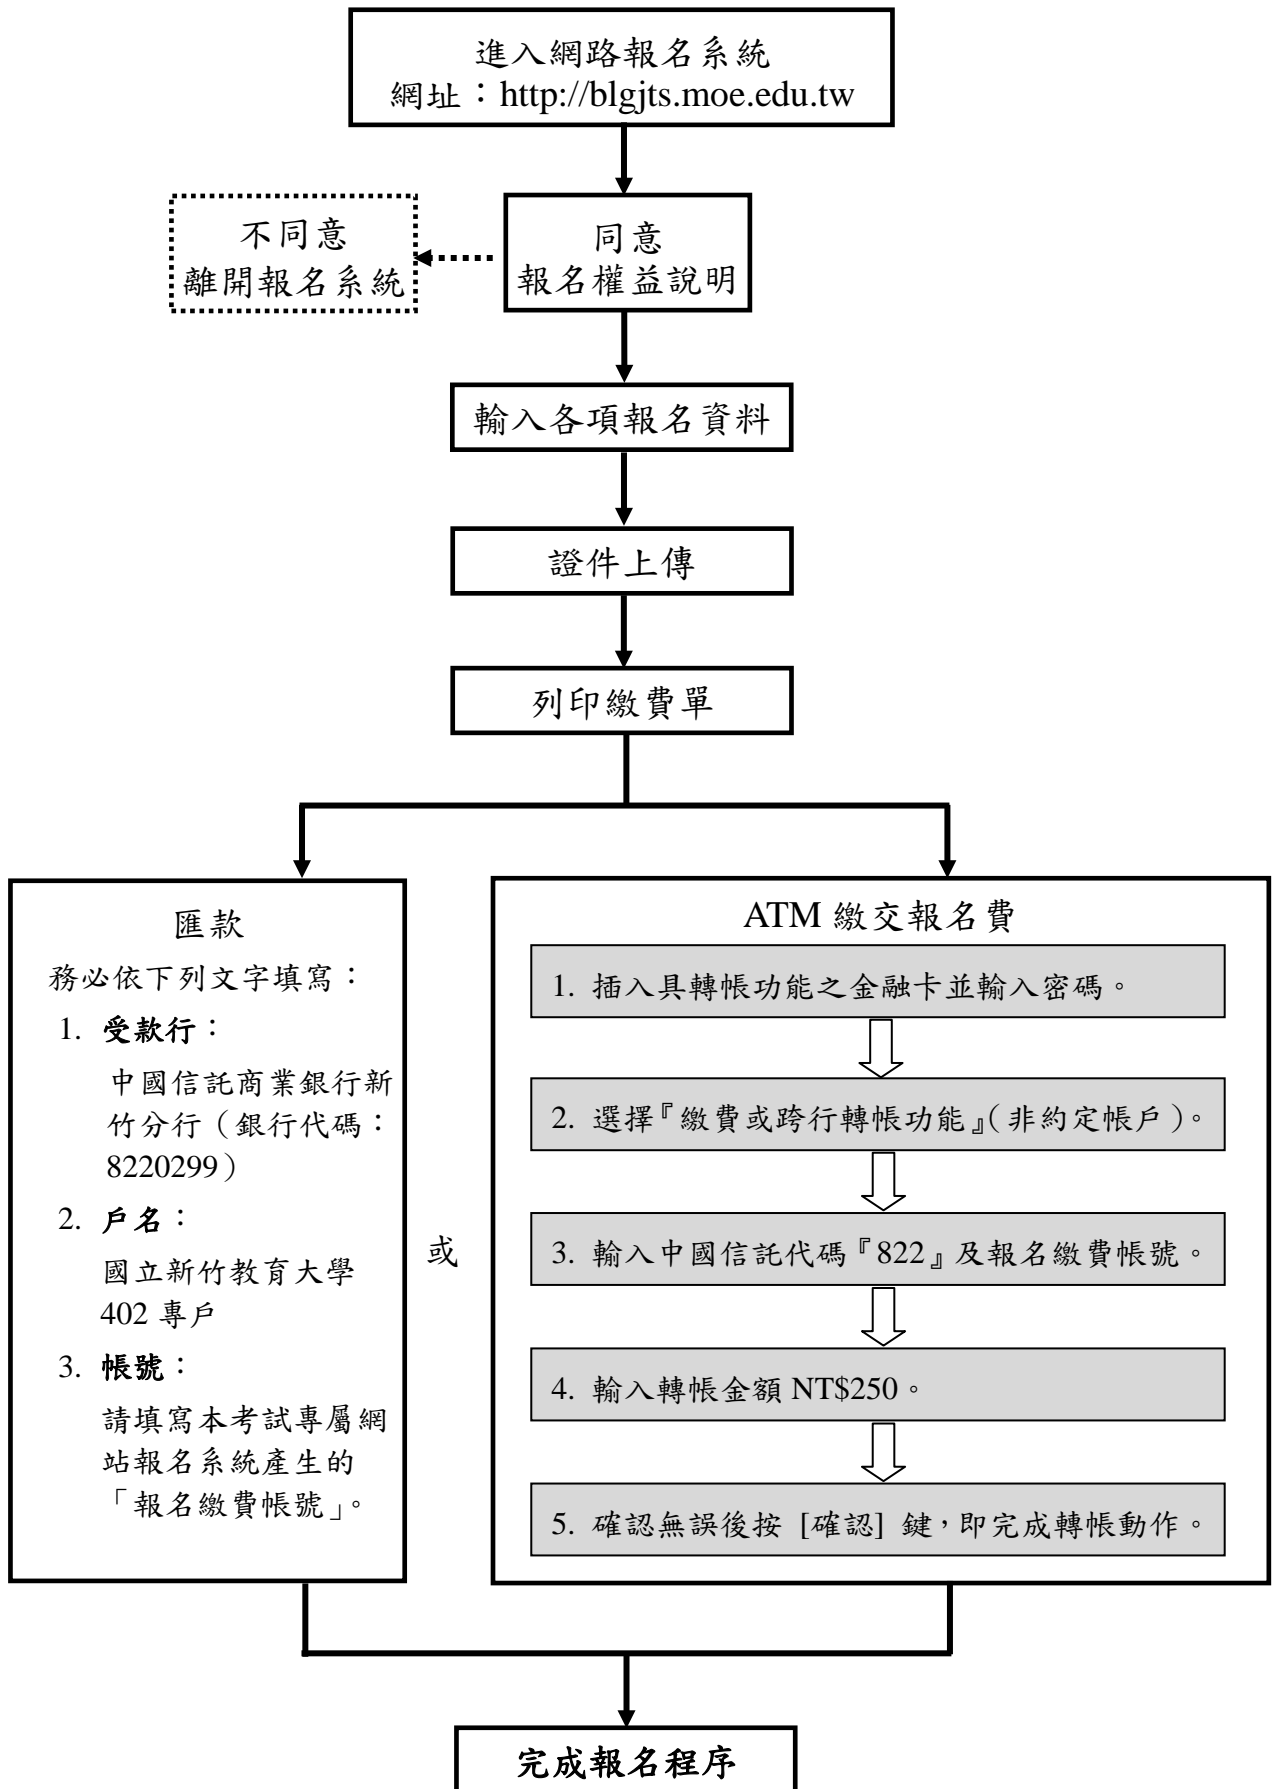 進入網路報名系統
網址：http://blgjts.moe.edu.tw
不同意
離開報名系統
同意
報名權益說明
輸入各項報名資料
證件上傳
列印繳費單
匯款
務必依下列文字填寫：
1. 受款行：
中國信託商業銀行新
竹分行（銀行代碼：
8220299）
2. 戶名：
國立新竹教育大學
402 專戶
3. 帳號：
請填寫本考試專屬網
站報名系統產生的
「報名繳費帳號」。
或
ATM 繳交報名費
1. 插入具轉帳功能之金融卡並輸入密碼。
2. 選擇『繳費或跨行轉帳功能』（非約定帳戶）。
3. 輸入中國信託代碼『822』及報名繳費帳號。
4. 輸入轉帳金額 NT$250。
5. 確認無誤後按 [確認] 鍵，即完成轉帳動作。
完成報名程序